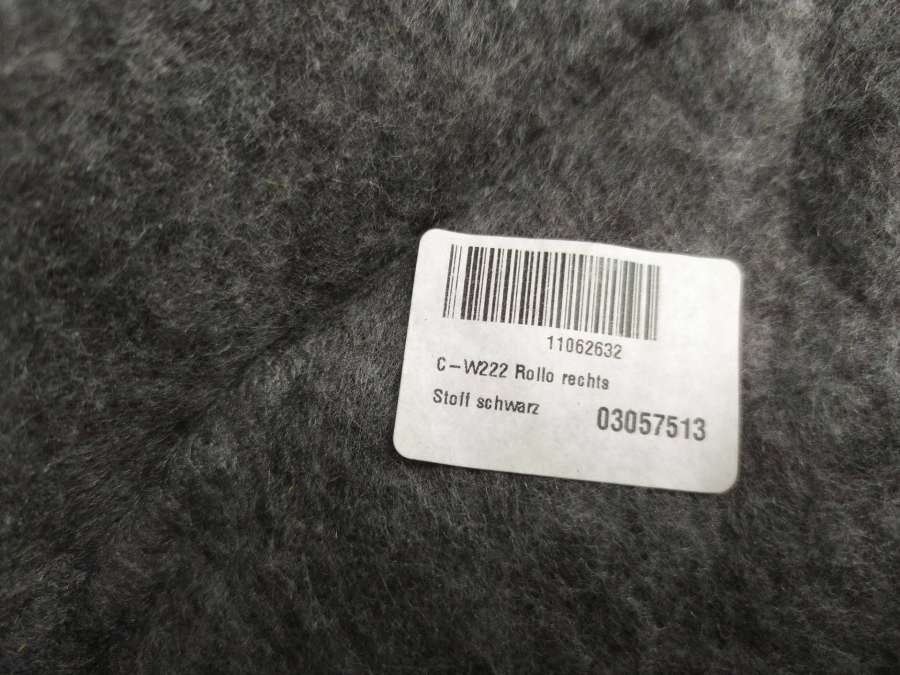 11062632
C-W222 Rollo rechts
Stoff schwarz
03057513